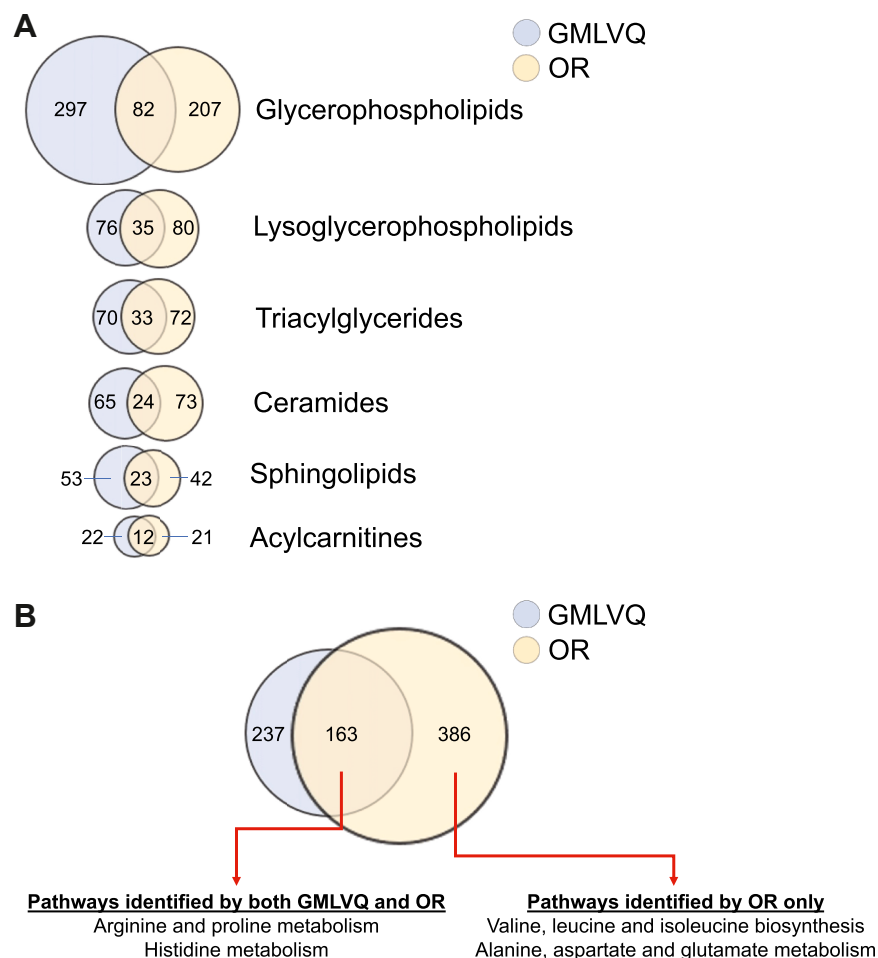 A
GMLVQ
OR
297 82 207 Glycerophospholipids
76 35 80 Lysoglycerophospholipids
70 33 72 Triacylglycerides
65 24 73 Ceramides
53 23 42 Sphingolipids
22 12 21 Acylcarnitines
B
GMLVQ
OR
237 163 386
Pathways identified by both GMLVQ and OR
Arginine and proline metabolism
Histidine metabolism
Pathways identified by OR only
Valine, leucine and isoleucine biosynthesis
Alanine, aspartate and glutamate metabolism